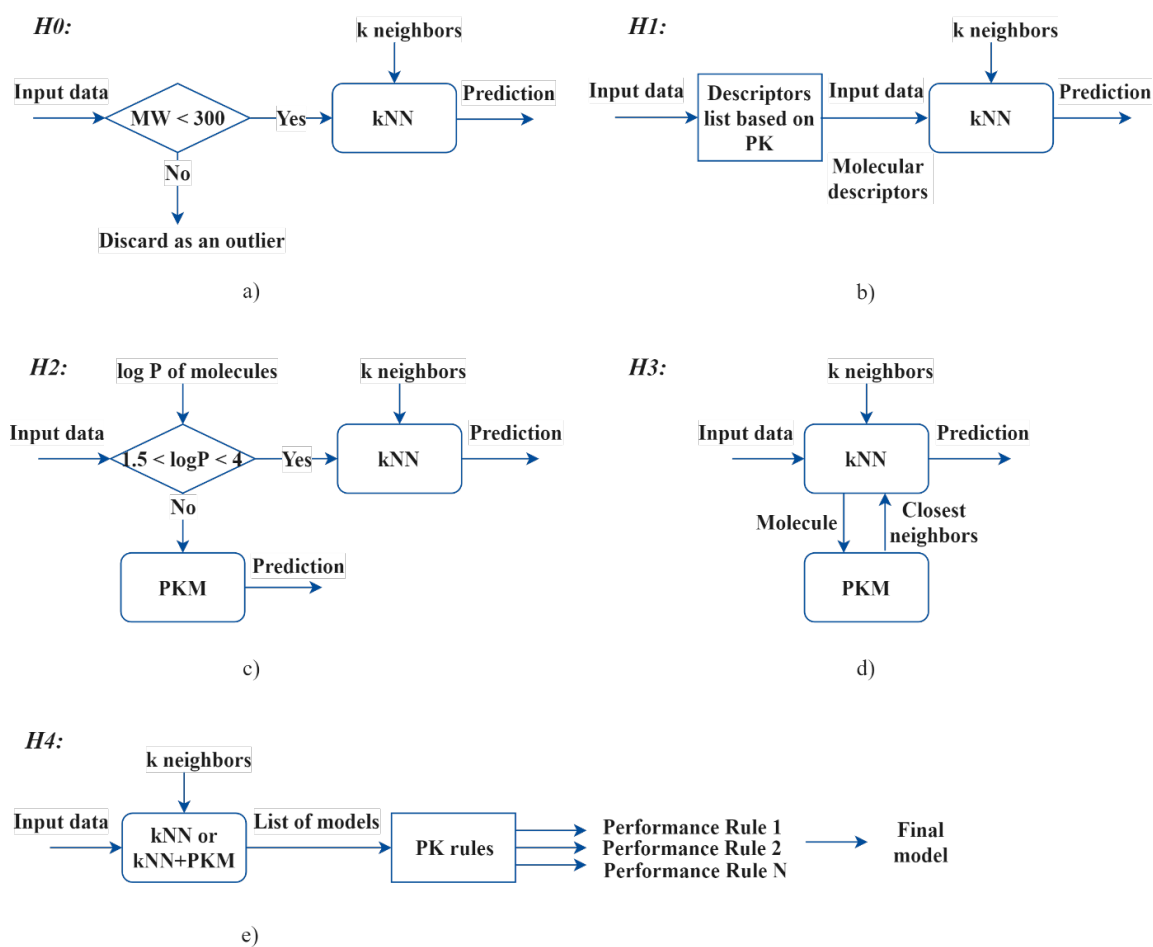 H0:
k neighbors
Input data
MW < 300
Yes
kNN
Prediction
No
Discard as an outlier
a)
H1:
k neighbors
Input data
Descriptors
list based on
PK
Input data
Molecular
descriptors
kNN
Prediction
b)
H2:
log P of molecules
k neighbors
Input data
1.5 < logP < 4
Yes
kNN
Prediction
No
PKM
Prediction
c)
H3:
k neighbors
Input data
kNN
Prediction
Molecule
Closest
neighbors
PKM
d)
H4:
k neighbors
Input data
kNN or
kNN+PKM
List of models
PK rules
Performance Rule 1
Performance Rule 2
Performance Rule N
Final
model
e)